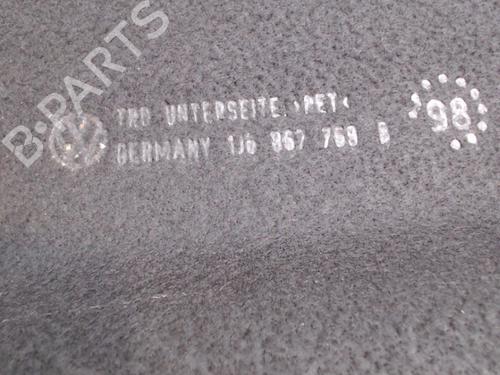 B-PARTS
TRD UNTERSEITE >PET<
GERMANY 1J6 867 769 B
98